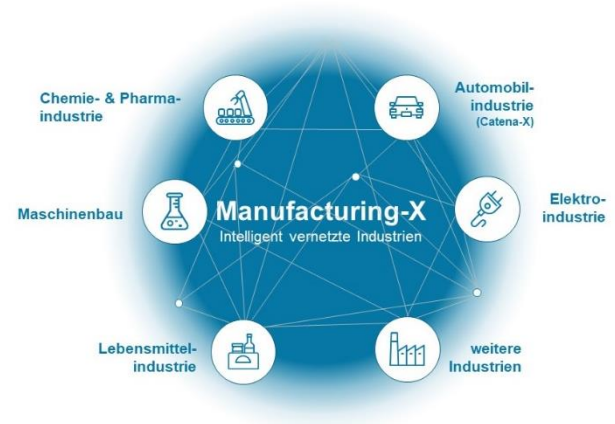 Chemie- & Pharma-
industrie
Automobil-
industrie
(Catena-X)
Maschinenbau
Manufacturing-X
Intelligent vernetzte Industrien
Elektro-
industrie
Lebensmittel-
industrie
weitere
Industrien